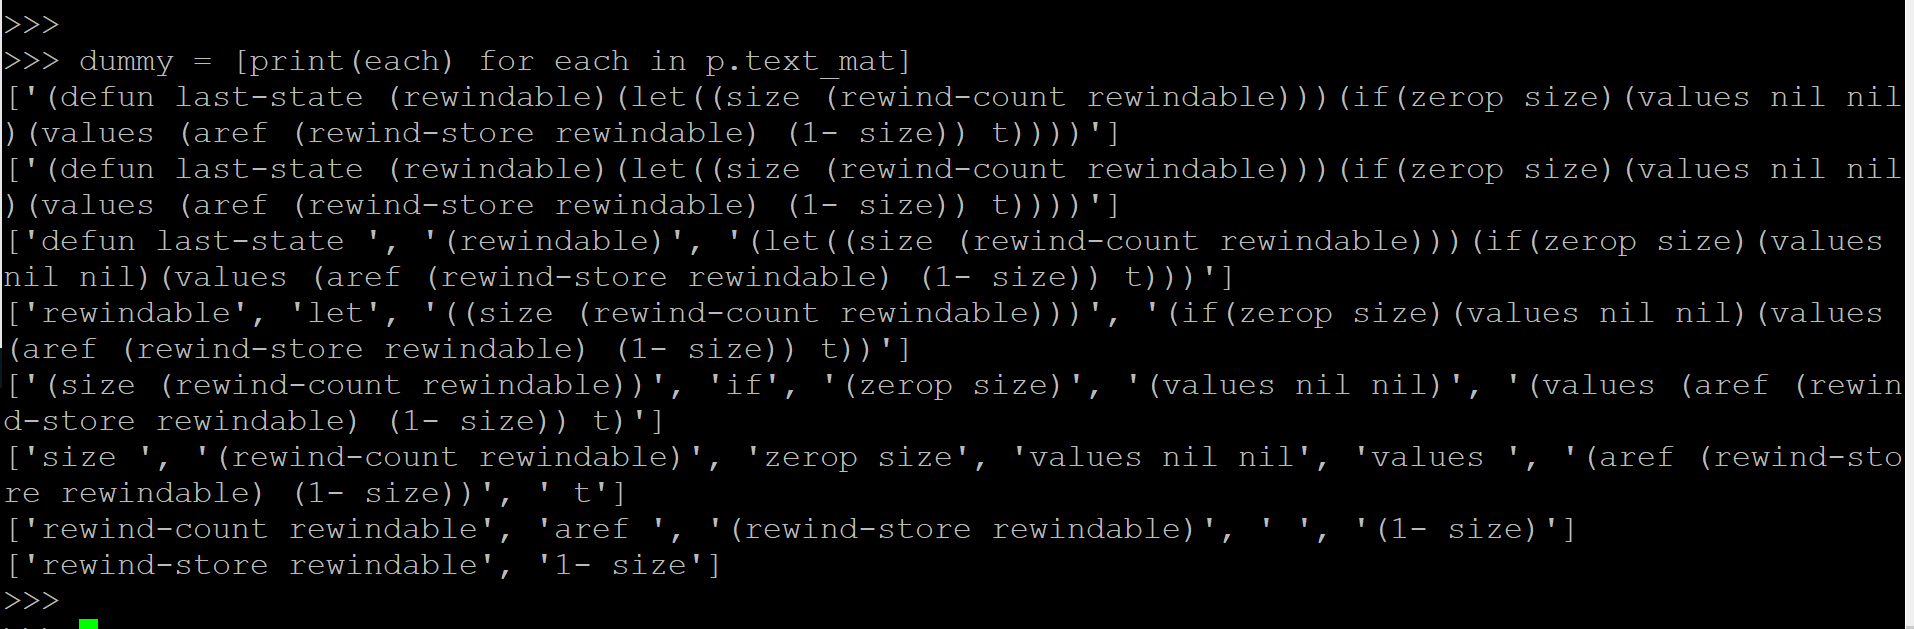 >>>
>>> dummy = [print(each) for each in p.text_mat]
['(defun last-state (rewindable)(let((size (rewind-count rewindable)))(if(zerop size)(values nil nil
)(values (aref (rewind-store rewindable) (1- size)) t))))']
['(defun last-state (rewindable)(let((size (rewind-count rewindable)))(if(zerop size)(values nil nil
)(values (aref (rewind-store rewindable) (1- size)) t))))']
['defun last-state ', '(rewindable)', '(let((size (rewind-count rewindable)))(if(zerop size)(values
nil nil)(values (aref (rewind-store rewindable) (1- size)) t)))']
['rewindable', 'let', '((size (rewind-count rewindable)))', '(if(zerop size)(values nil nil)(values
(aref (rewind-store rewindable) (1- size)) t))']
['(size (rewind-count rewindable))', 'if', '(zerop size)', '(values nil nil)', '(values (aref (rewin
d-store rewindable) (1- size)) t)']
['size ', '(rewind-count rewindable)', 'zerop size', 'values nil nil', 'values ', '(aref (rewind-sto
re rewindable) (1- size))', ' t']
['rewind-count rewindable', 'aref ', '(rewind-store rewindable)', ' ', '(1- size)']
['rewind-store rewindable', '1- size']
>>>
>>>